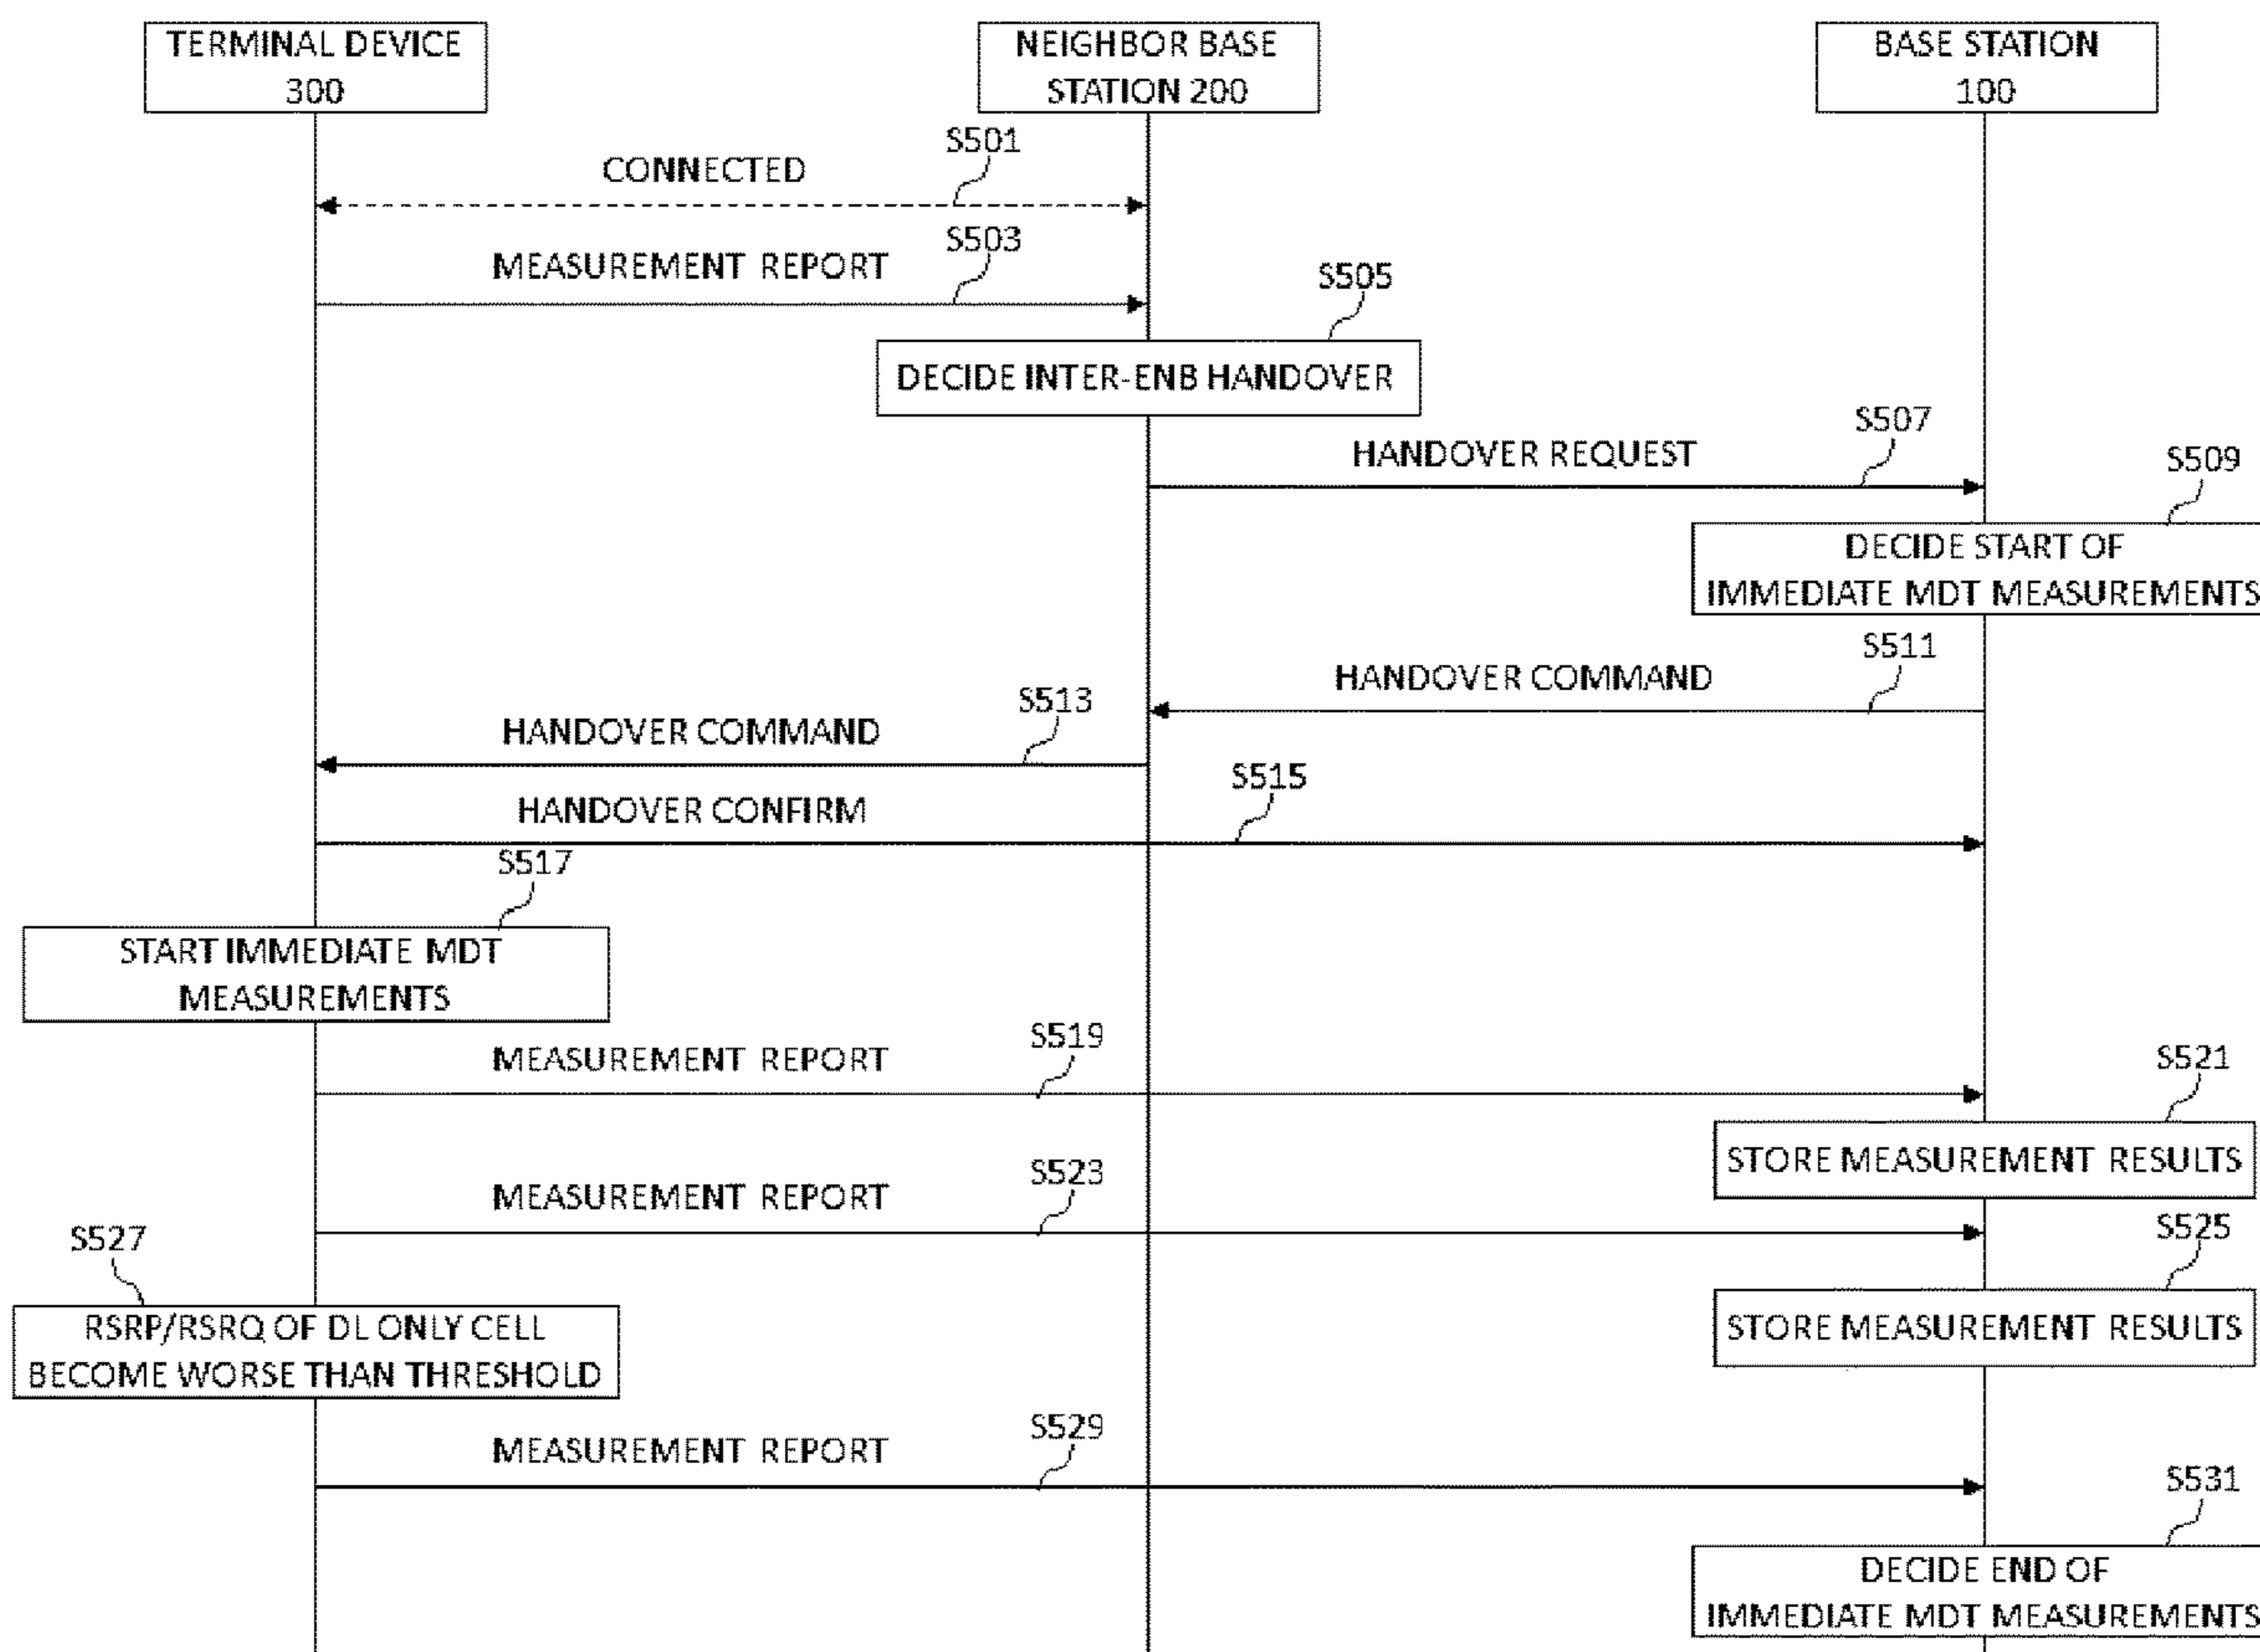 TERMINAL DEVICE
300
NEIGHBOR BASE
STATION 200
BASE STATION
100
S501
CONNECTED
S503
MEASUREMENT REPORT
S505
DECIDE INTER-ENB HANDOVER
S507
HANDOVER REQUEST
S509
DECIDE START OF
IMMEDIATE MDT MEASUREMENTS
S511
HANDOVER COMMAND
S513
HANDOVER COMMAND
S515
HANDOVER CONFIRM
S517
START IMMEDIATE MDT
MEASUREMENTS
S519
MEASUREMENT REPORT
S521
STORE MEASUREMENT RESULTS
S523
MEASUREMENT REPORT
S525
STORE MEASUREMENT RESULTS
S527
RSRP/RSRQ OF DL ONLY CELL
BECOME WORSE THAN THRESHOLD
S529
MEASUREMENT REPORT
S531
DECIDE END OF
IMMEDIATE MDT MEASUREMENTS